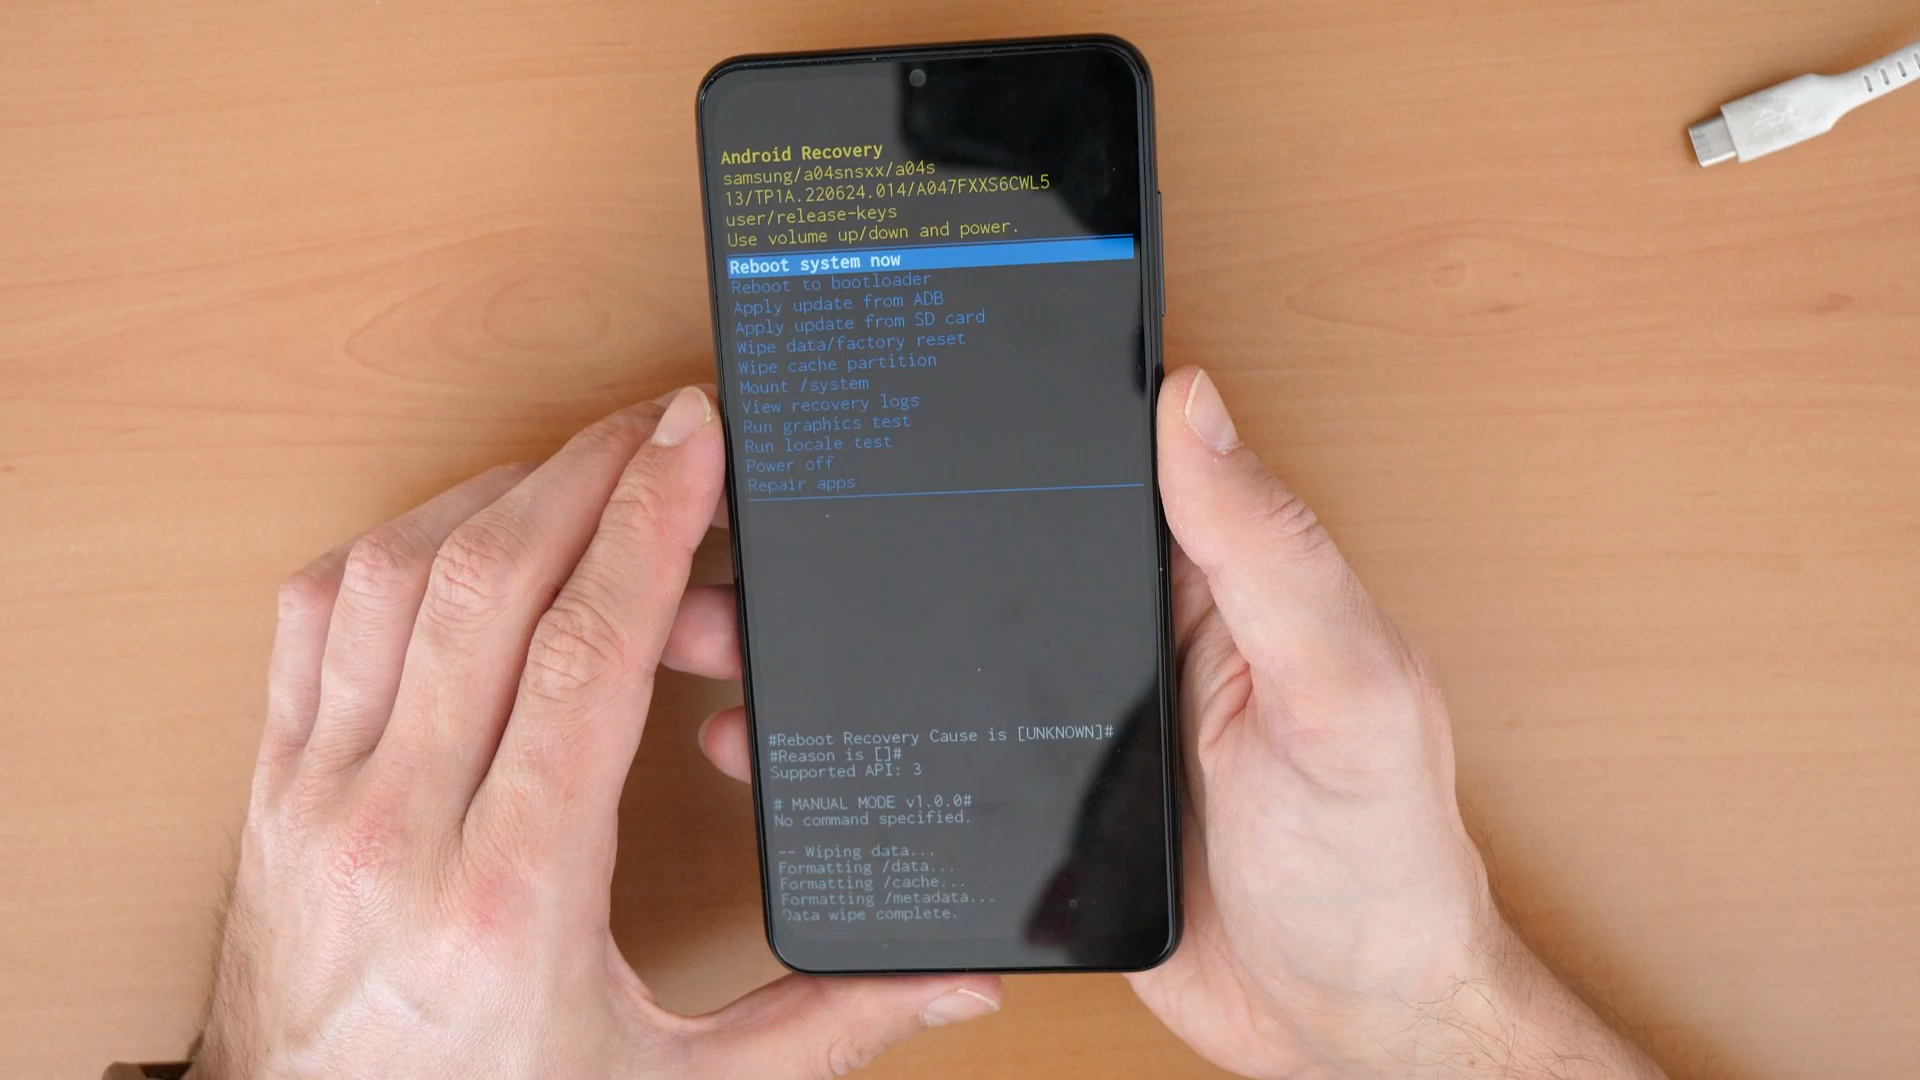 Android Recovery
samsung/a04snsxx/a04s
13/TP1A.220624.014/A047FXXS6CWL5
user/release-keys
Use volume up/down and power.
Reboot system now
Reboot to bootloader
Apply update from ADB
Apply update from SD card
Wipe data/factory reset
Wipe cache partition
Mount /system
View recovery logs
Run graphics test
Run locale test
Power off
Repair apps
#Reboot Recovery Cause is [UNKNOWN]#
#Reason is []#
Supported API: 3
# MANUAL MODE v1.0.0#
No command specified.
-- Wiping data...
Formatting /data...
Formatting /cache...
Formatting /metadata...
Data wipe complete.